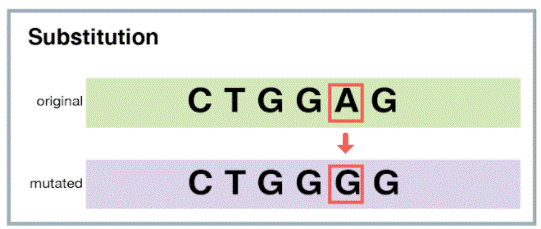 Substitution
original C T G G A G
mutated C T G G G G